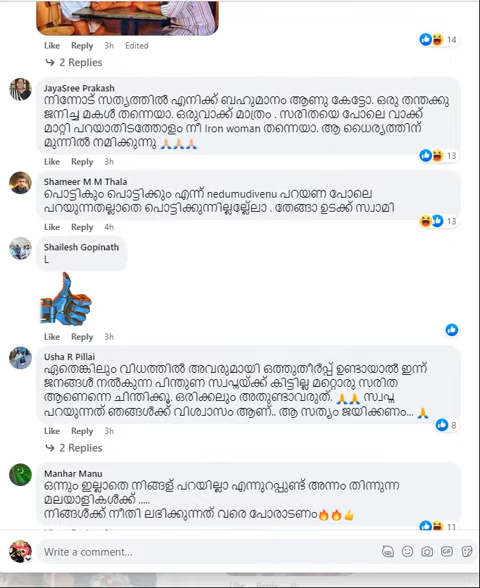 Like Reply 3h Edited
14
2 Replies
JayaSree Prakash
നിന്നോട് സത്യത്തിൽ എനിക്ക് ബഹുമാനം ആണു കേട്ടോ. ഒരു തന്തക്കു
ജനിച്ച മകൾ തന്നെയാ. ഒരുവാക്ക് മാത്രം . സരിതയെ പോലെ വാക്ക്
മാറ്റി പറയാതിടത്തോളം നീ Iron woman തന്നെയാ. ആ ധൈര്യത്തിന്
മുന്നിൽ നമിക്കുന്നു 🙏🙏🙏
Like Reply 3h
13
Shameer M M Thala
പൊട്ടികും പൊട്ടിക്കും എന്ന് nedumudivenu പറയണ പോലെ
പറയുന്നതല്ലാതെ പൊട്ടിക്കുന്നില്ലല്ലോ . തേങ്ങാ ഉടക്ക് സ്വാമി
Like Reply 4h
13
Shailesh Gopinath
L
Like Reply 3h
Usha R Pillai
ഏതെങ്കിലും വിധത്തിൽ അവരുമായി ഒത്തുതീർപ്പ് ഉണ്ടായാൽ ഇന്ന്
ജനങ്ങൾ നൽകുന്ന പിന്തുണ സ്വപ്നയ്ക്ക് കിട്ടില്ല മറ്റൊരു സരിത
ആണെന്നെ ചിന്തിക്കൂ. ഒരിക്കലും അതുണ്ടാവരുത്. 🙏🙏 സ്വപ്ന
പറയുന്നത് ഞങ്ങൾക്ക് വിശ്വാസം ആണ്.. ആ സത്യം ജയിക്കണം... 🙏
Like Reply 3h
8
2 Replies
Manhar Manu
ഒന്നും ഇല്ലാതെ നിങ്ങള് പറയില്ലാ എന്നുറപ്പുണ്ട് അന്നം തിന്നുന്ന
മലയാളികൾക്ക് .....
നിങ്ങൾക്ക് നീതി ലഭിക്കുന്നത് വരെ പോരാടണം🔥🔥👍
11
Write a comment...